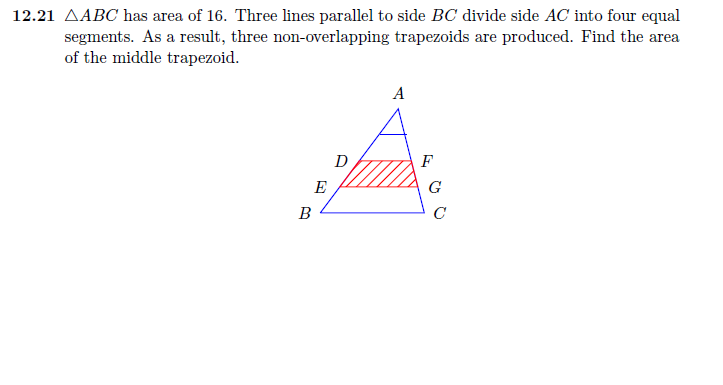 12.21 △ABC has area of 16. Three lines parallel to side BC divide side AC into four equal
segments. As a result, three non-overlapping trapezoids are produced. Find the area
of the middle trapezoid.
A
D F
E G
B C